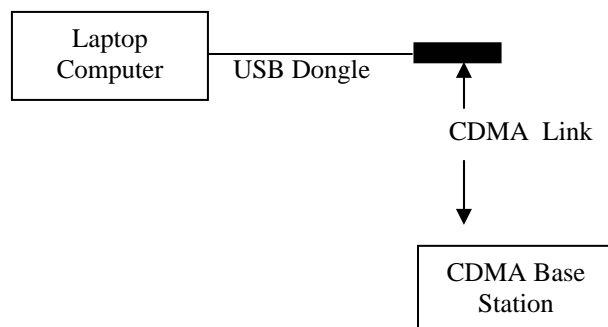 Laptop
Computer
USB Dongle
CDMA Link
CDMA Base
Station